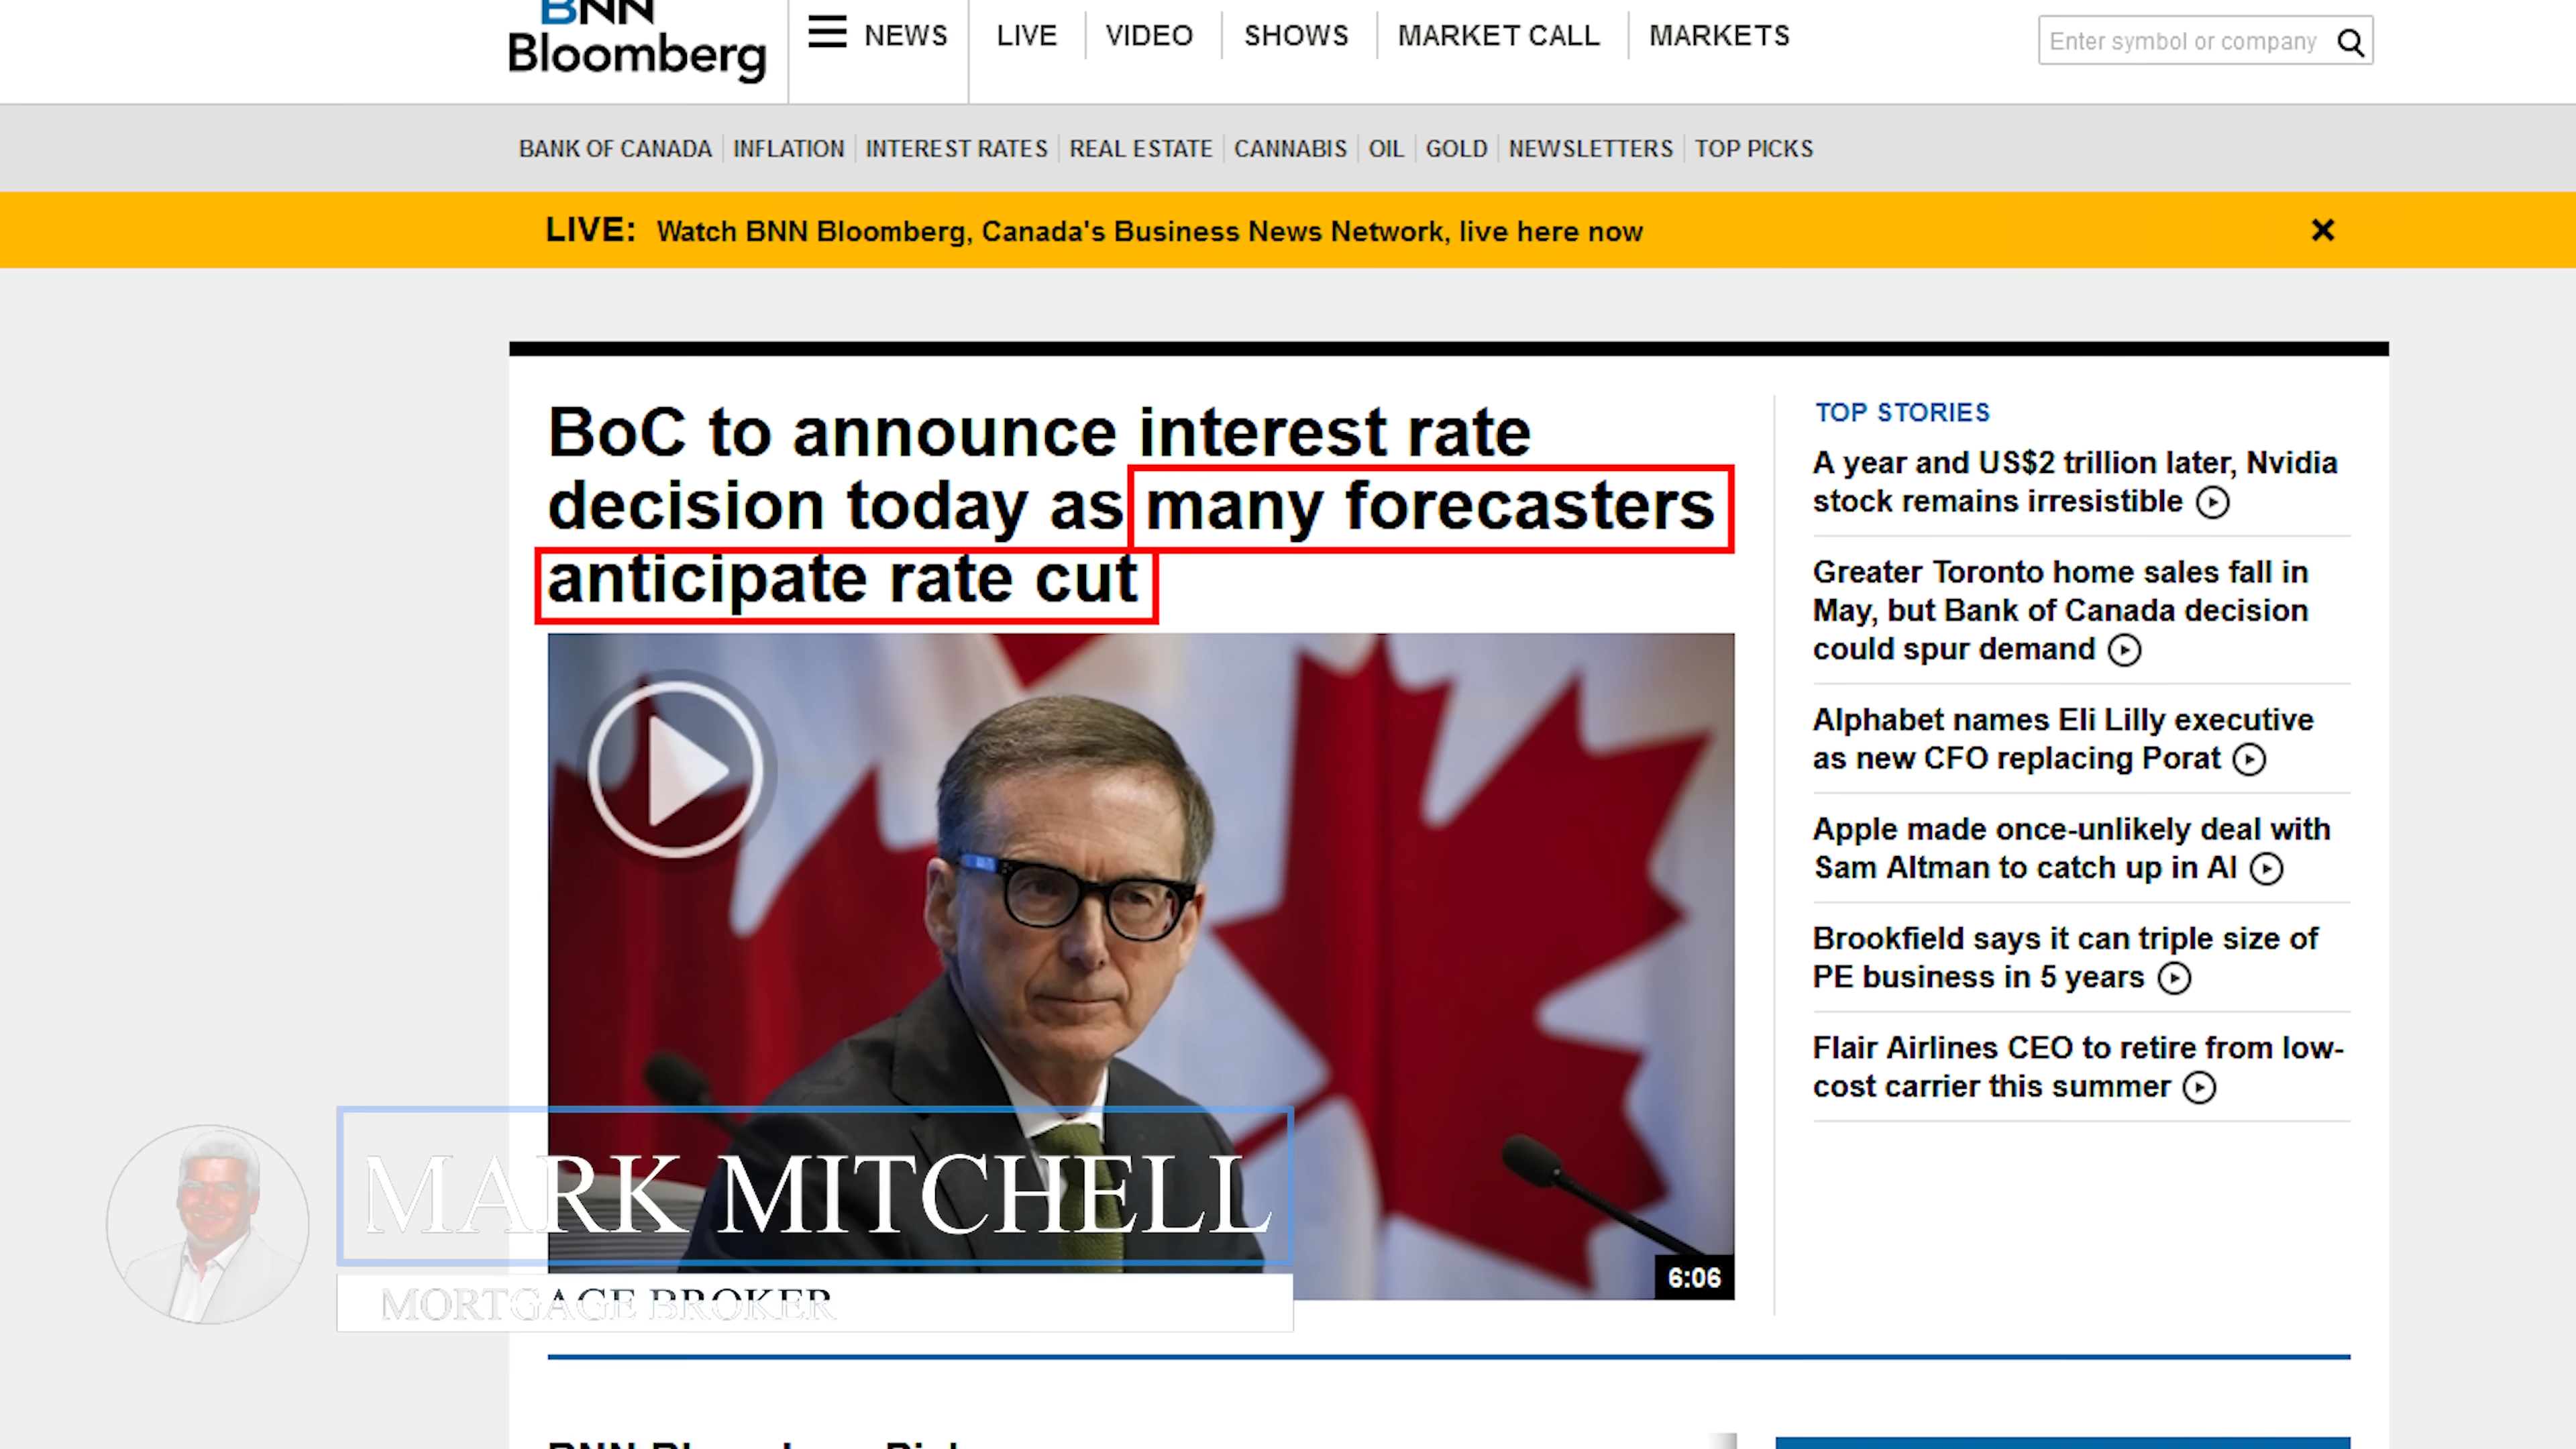 BNN
Bloomberg
NEWS
LIVE
VIDEO
SHOWS
MARKET CALL
MARKETS
Enter symbol or company
BANK OF CANADA
INFLATION
INTEREST RATES
REAL ESTATE
CANNABIS
OIL
GOLD
NEWSLETTERS
TOP PICKS
LIVE: Watch BNN Bloomberg, Canada's Business News Network, live here now
BoC to announce interest rate
decision today as many forecasters
anticipate rate cut
6:06
MARK MITCHELL
MORTGAGE BROKER
TOP STORIES
A year and US$2 trillion later, Nvidia
stock remains irresistible
Greater Toronto home sales fall in
May, but Bank of Canada decision
could spur demand
Alphabet names Eli Lilly executive
as new CFO replacing Porat
Apple made once-unlikely deal with
Sam Altman to catch up in AI
Brookfield says it can triple size of
PE business in 5 years
Flair Airlines CEO to retire from low-
cost carrier this summer